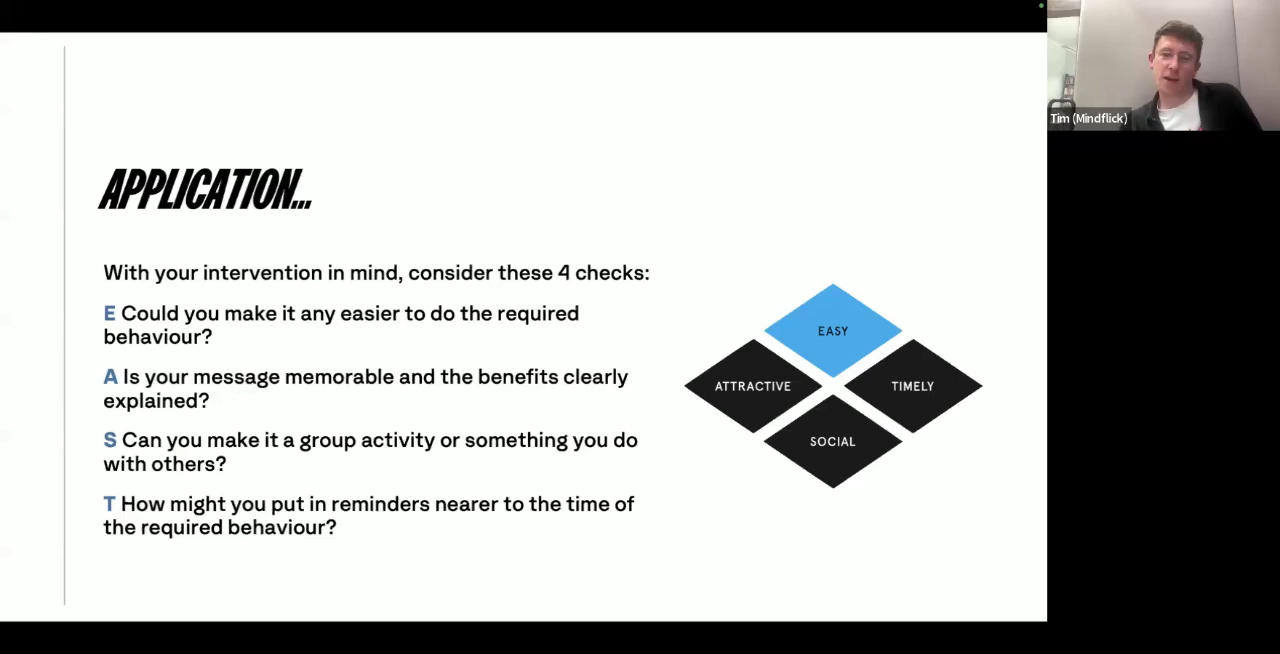 APPLICATION...
With your intervention in mind, consider these 4 checks:
E Could you make it any easier to do the required
behaviour?
A Is your message memorable and the benefits clearly
explained?
S Can you make it a group activity or something you do
with others?
T How might you put in reminders nearer to the time of
the required behaviour?
EASY
ATTRACTIVE
TIMELY
SOCIAL
Tim (Mindflick)